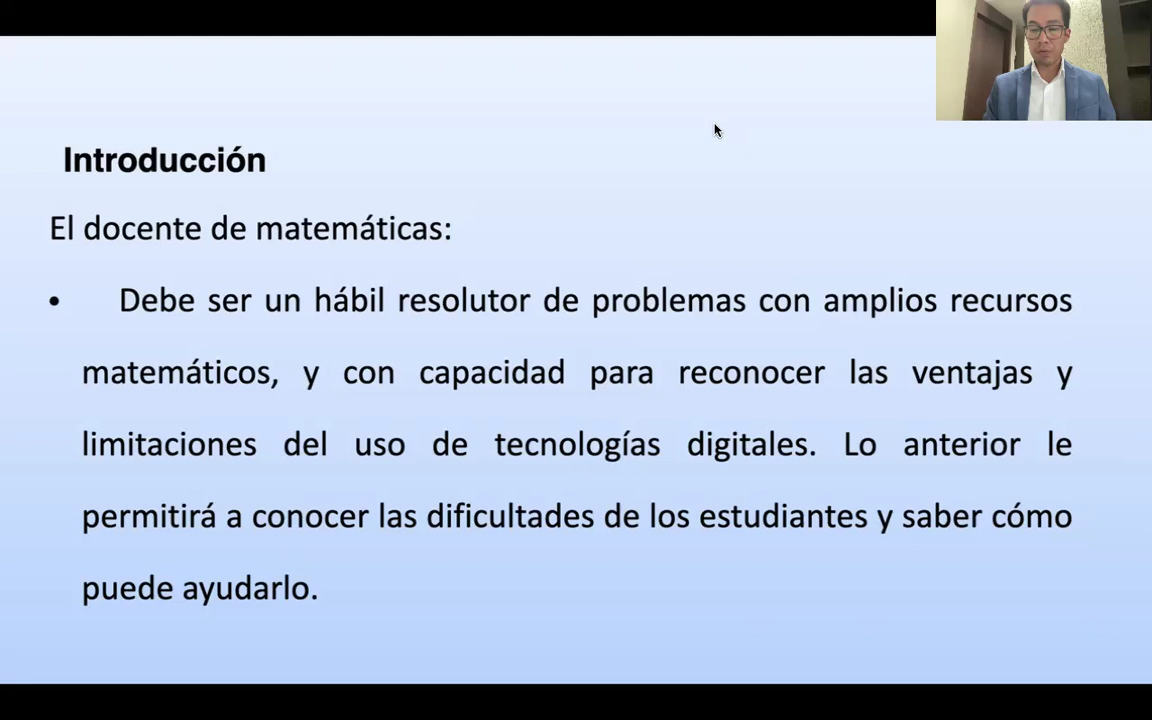 Introducción
El docente de matemáticas:
• Debe ser un hábil resolutor de problemas con amplios recursos
matemáticos, y con capacidad para reconocer las ventajas y
limitaciones del uso de tecnologías digitales. Lo anterior le
permitirá a conocer las dificultades de los estudiantes y saber cómo
puede ayudarlo.